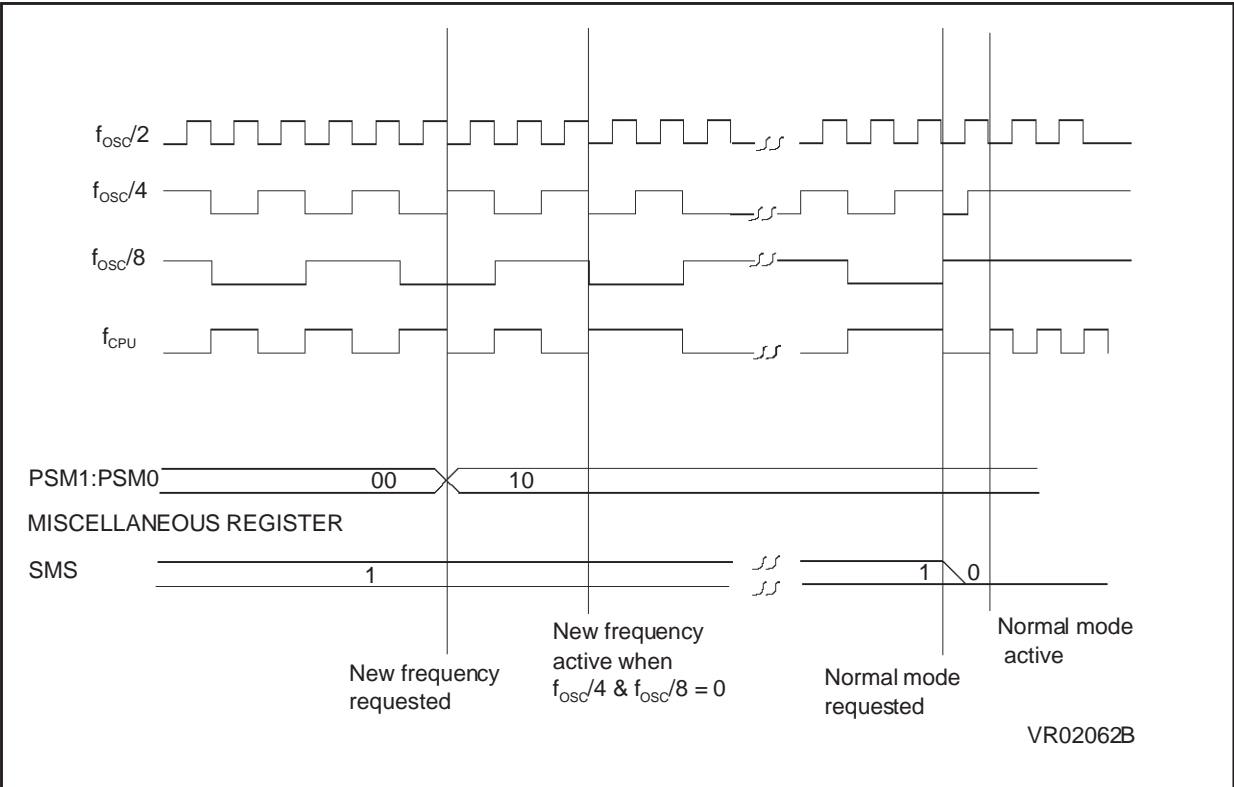 fOSC/2
fOSC/4
fOSC/8
fCPU
PSM1:PSM0
00
10
MISCELLANEOUS REGISTER
SMS
1
1
0
New frequency
requested
New frequency
active when
fOSC/4 & fOSC/8 = 0
Normal mode
requested
Normal mode
active
VR02062B